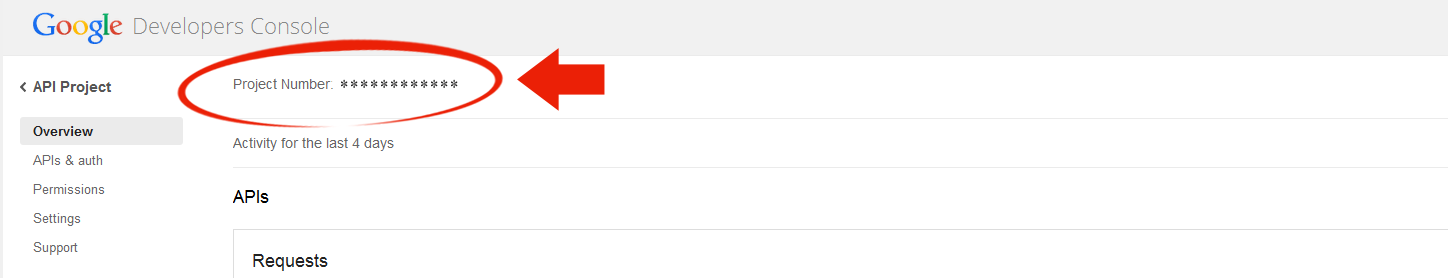 Google Developers Console
API Project
Project Number: ************
Overview
APIs & auth
Permissions
Settings
Support
Activity for the last 4 days
APIs
Requests